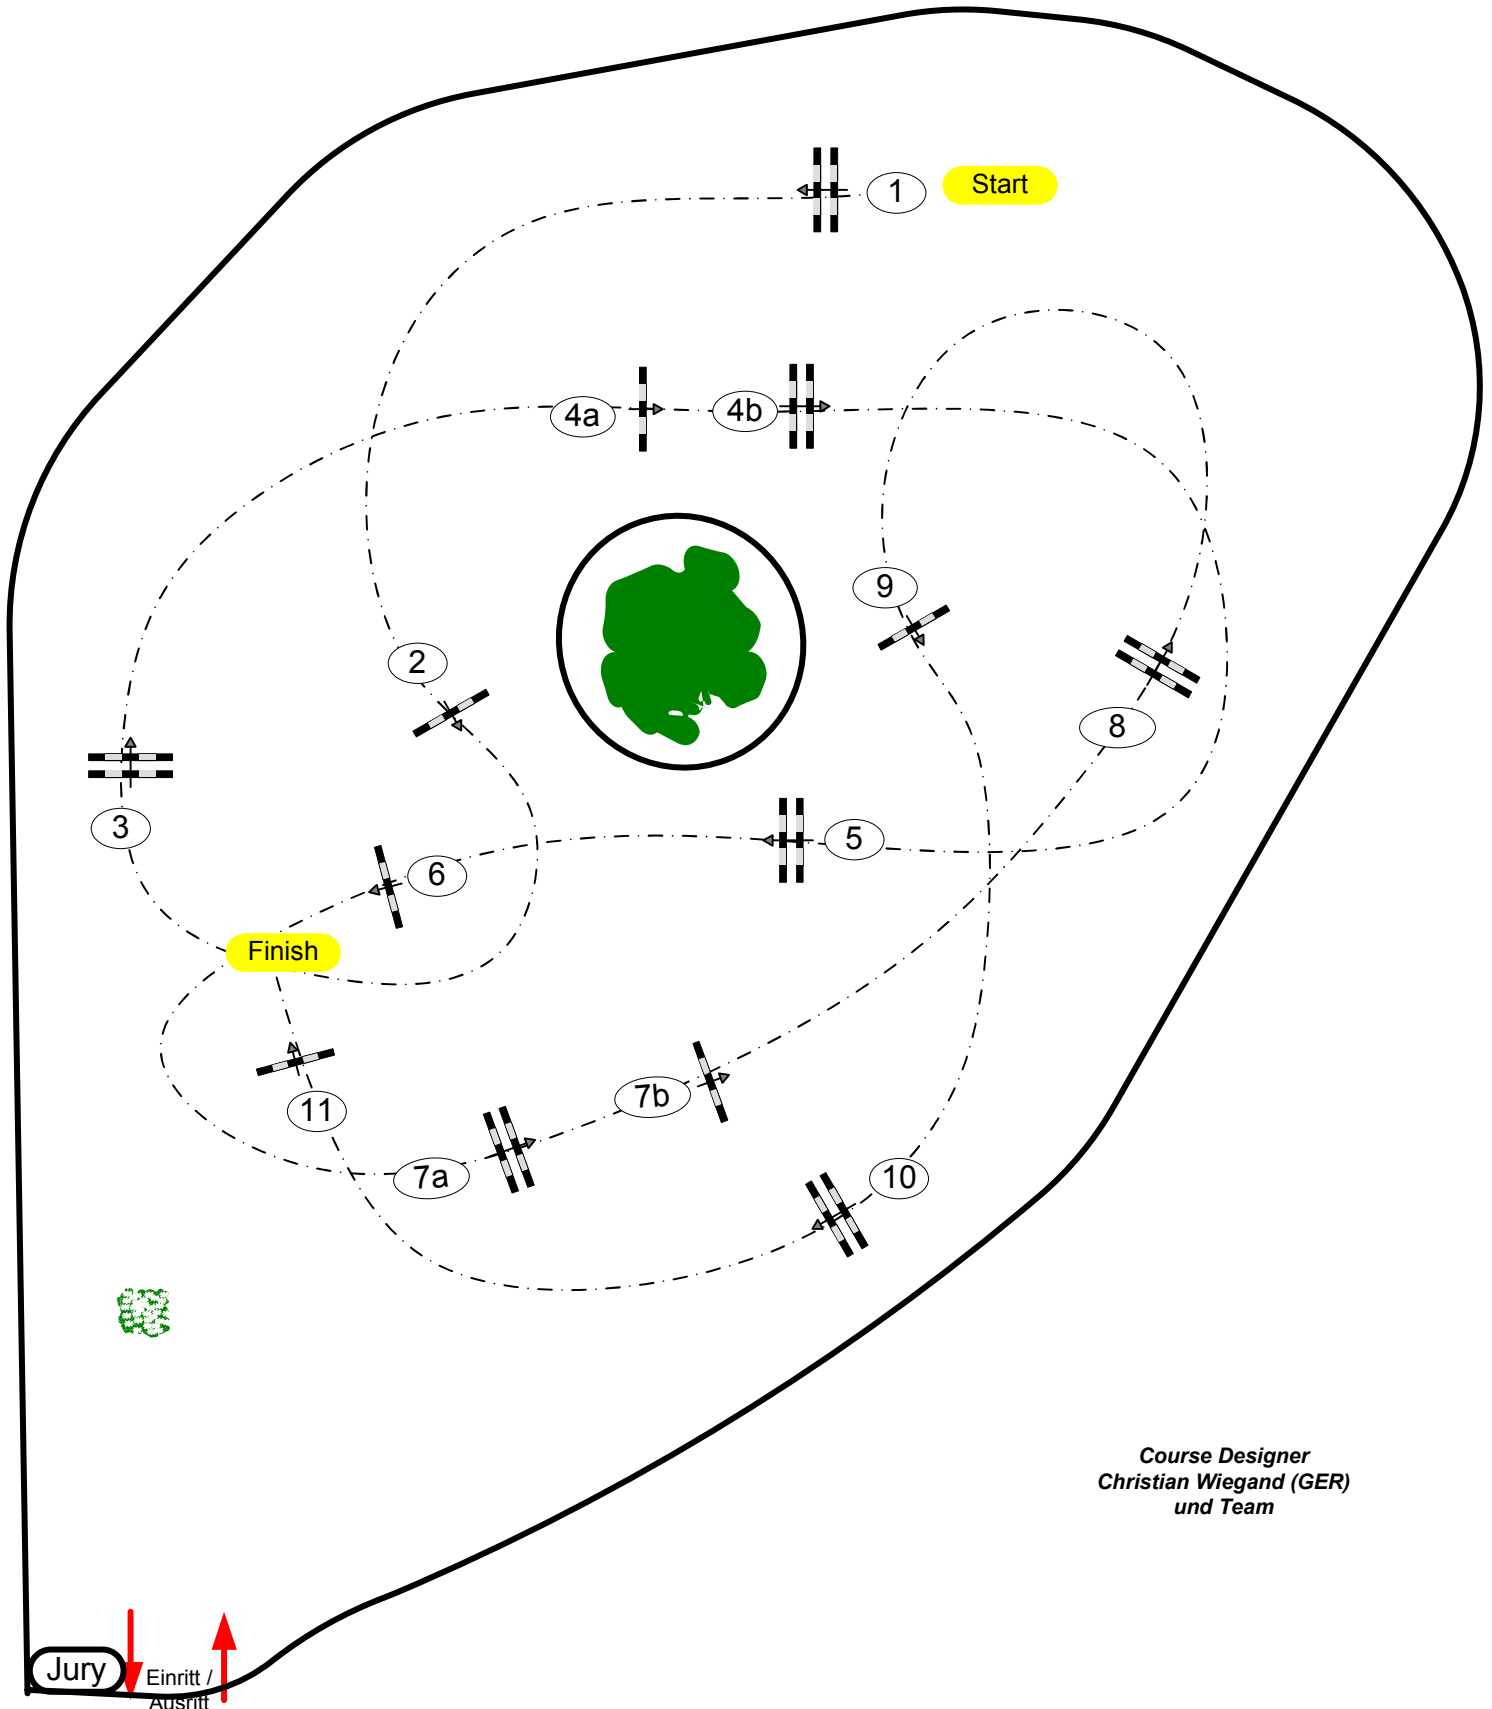 1
Start
4a
4b
9
2
8
3
5
6
Finish
7b
11
7a
10
Course Designer
Christian Wiegand (GER)
und Team
Jury
Einritt /
Ausritt